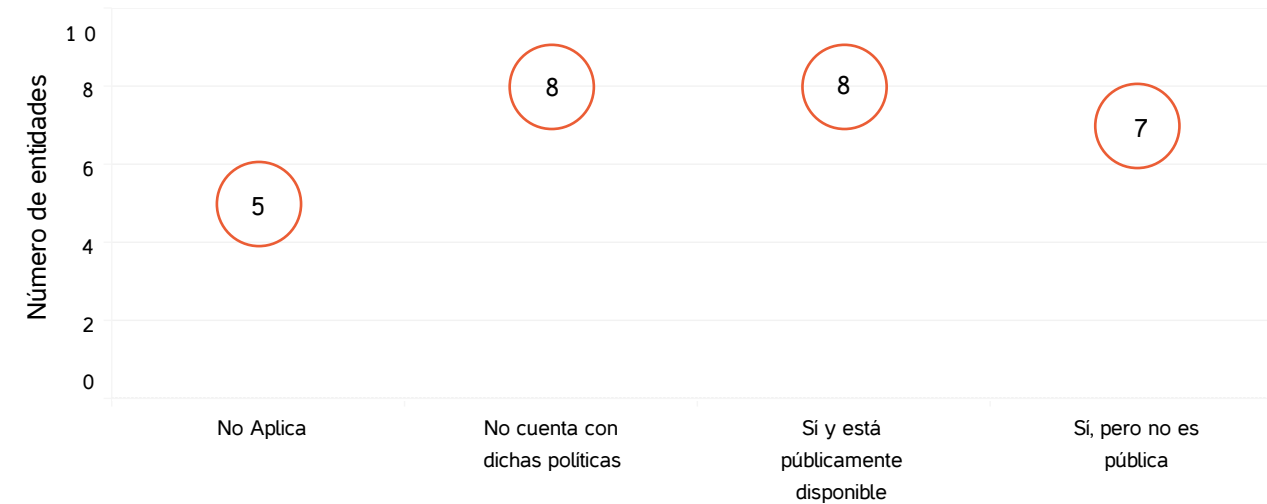 Número de entidades
1 0
8
6
4
2
0
5
8
8
7
No Aplica
No cuenta con
dichas políticas
Sí y está
públicamente
disponible
Sí, pero no es
pública